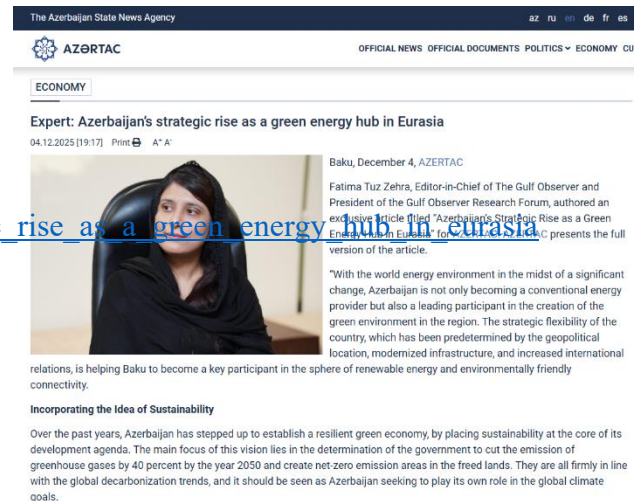 The Azerbaijan State News Agency
az ru en de fr es
AZƏRTAC
OFFICIAL NEWS OFFICIAL DOCUMENTS POLITICS ECONOMY CU
ECONOMY
Expert: Azerbaijan's strategic rise as a green energy hub in Eurasia
04.12.2025 [19:17] Print A+ A-
Baku, December 4, AZERTAC
Fatima Tuz Zehra, Editor-in-Chief of The Gulf Observer and
President of the Gulf Observer Research Forum, authored an
exclusive article titled "Azerbaijan's Strategic Rise as a Green
Energy Hub in Eurasia" for AZERTAC. AZERTAC presents the full
version of the article.
_rise_as_a_green_energy_hub_in_eurasia
"With the world energy environment in the midst of a significant
change, Azerbaijan is not only becoming a conventional energy
provider but also a leading participant in the creation of the
green environment in the region. The strategic flexibility of the
country, which has been predetermined by the geopolitical
location, modernized infrastructure, and increased international
relations, is helping Baku to become a key participant in the sphere of renewable energy and environmentally friendly
connectivity.
Incorporating the Idea of Sustainability
Over the past years, Azerbaijan has stepped up to establish a resilient green economy, by placing sustainability at the core of its
development agenda. The main focus of this vision lies in the determination of the government to cut the emission of
greenhouse gases by 40 percent by the year 2050 and create net-zero emission areas in the freed lands. They are all firmly in line
with the global decarbonization trends, and it should be seen as Azerbaijan seeking to play its own role in the global climate
goals.